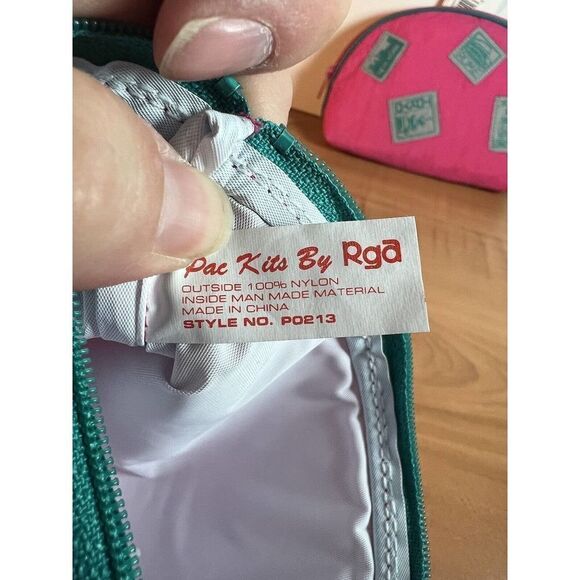 Pac Kits By Rga
OUTSIDE 100% NYLON
INSIDE MAN MADE MATERIAL
MADE IN CHINA
STYLE NO. P0213